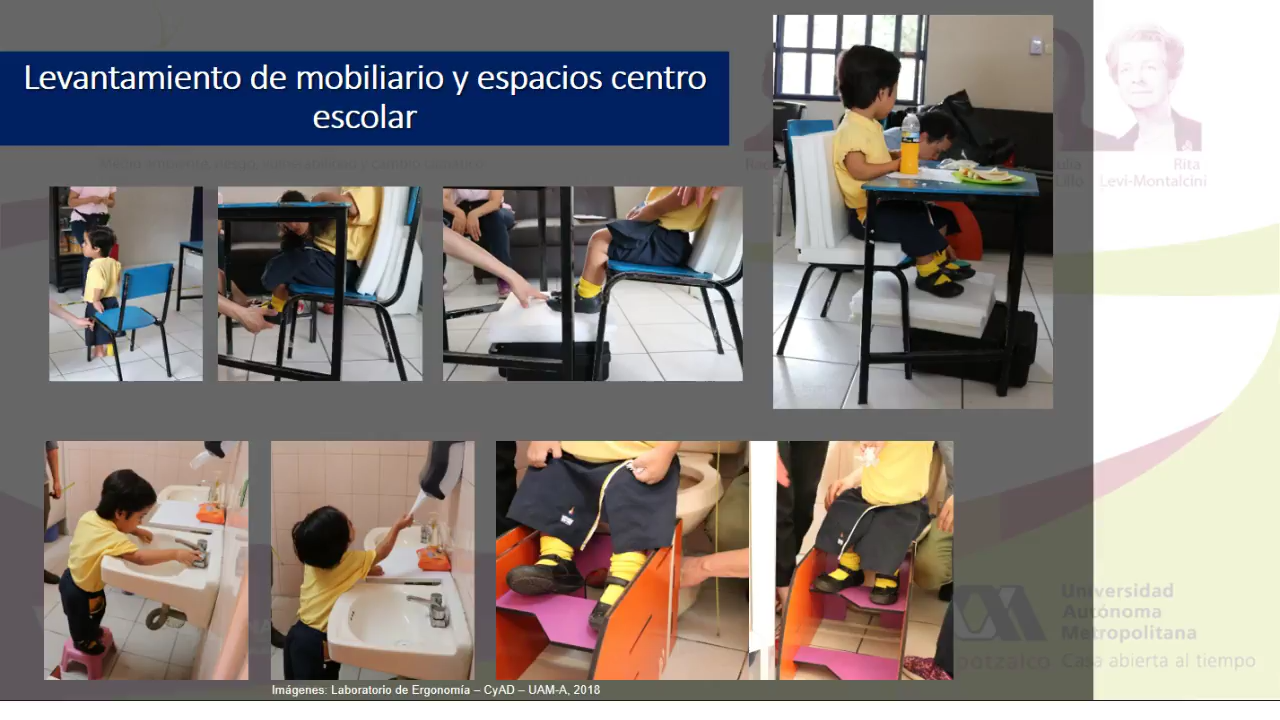 Levantamiento de mobiliario y espacios centro
escolar
Rita
Levi-Montalcini
Universidad
Autónoma
Metropolitana
Casa abierta al tiempo
Imágenes: Laboratorio de Ergonomía – CyAD – UAM-A, 2018